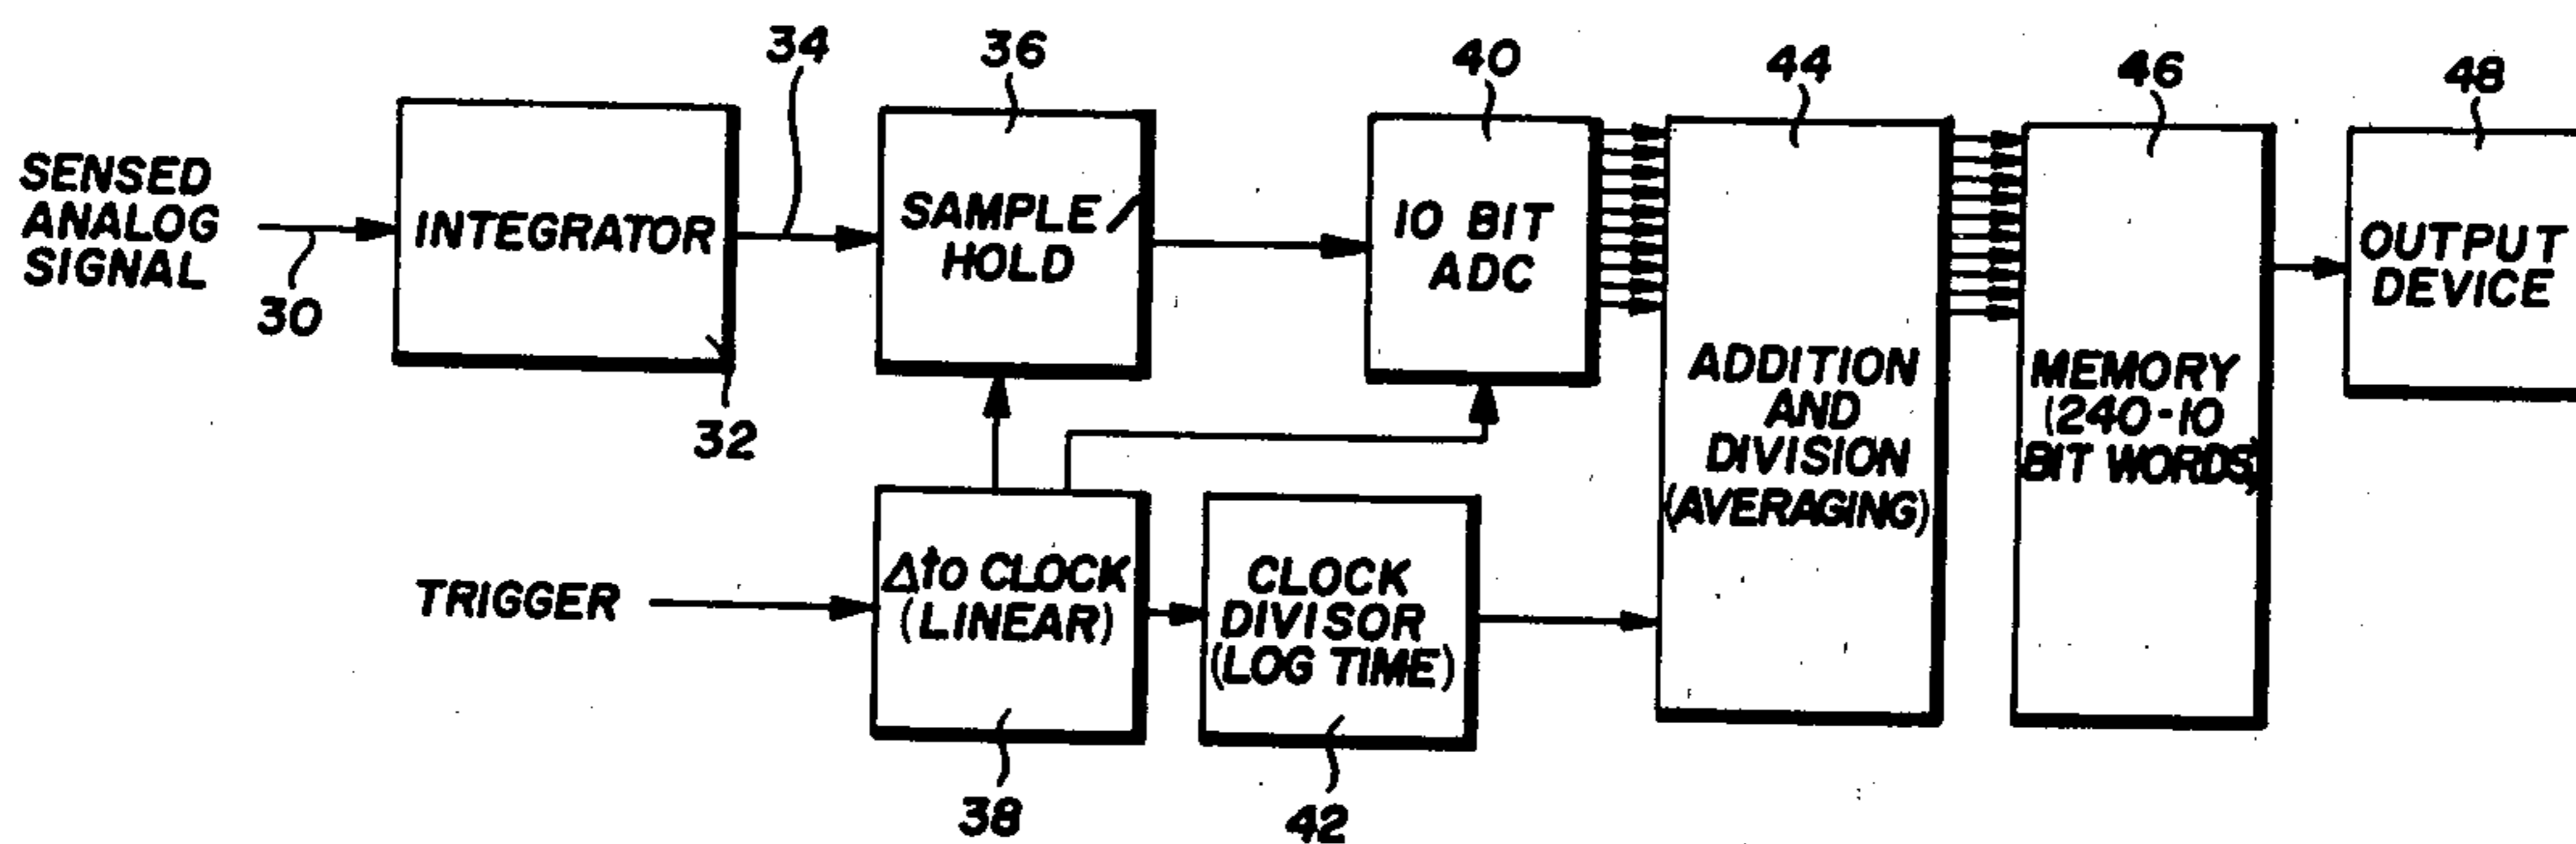 34
36
40
44
46
48
SENSED
ANALOG
SIGNAL
30
INTEGRATOR
32
SAMPLE/
HOLD
10 BIT
ADC
ADDITION
AND
DIVISION
(AVERAGING)
MEMORY
(240-10
BIT WORDS)
OUTPUT
DEVICE
TRIGGER
Δto CLOCK
(LINEAR)
38
CLOCK
DIVISOR
(LOG TIME)
42